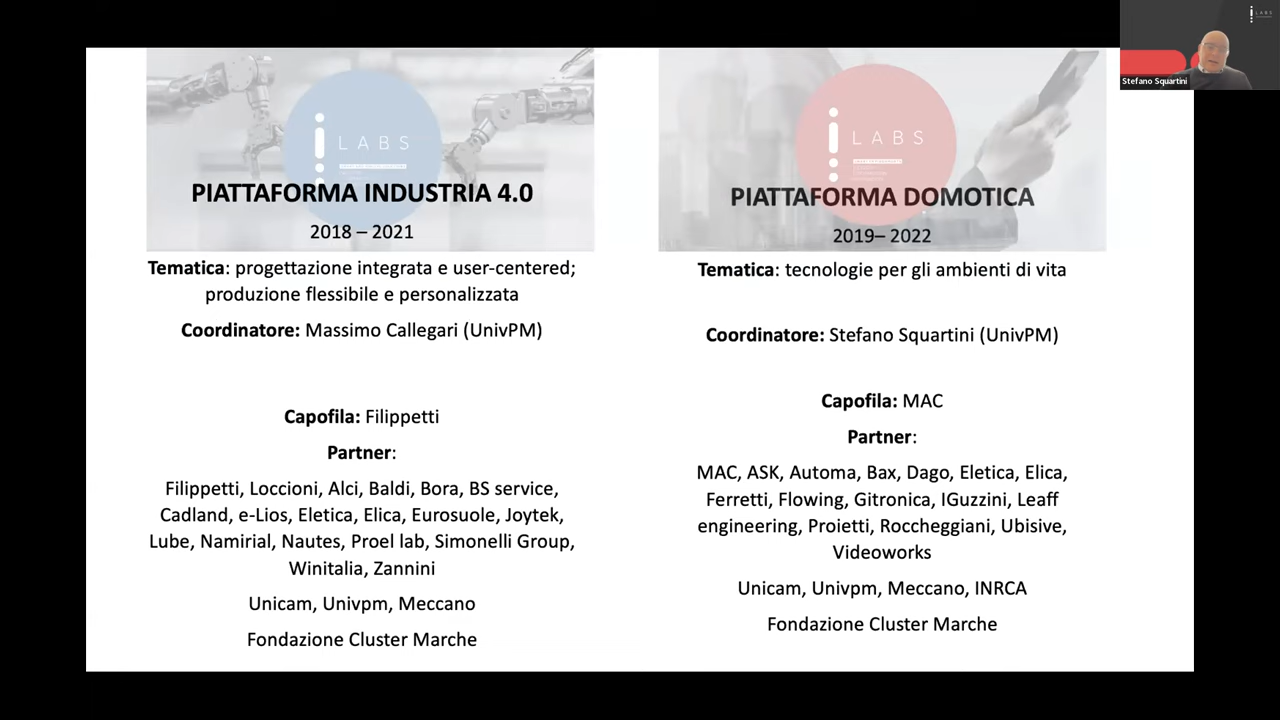 i LABS
PIATTAFORMA INDUSTRIA 4.0
2018 – 2021
Tematica: progettazione integrata e user-centered;
produzione flessibile e personalizzata
Coordinatore: Massimo Callegari (UnivPM)
Capofila: Filippetti
Partner:
Filippetti, Loccioni, Alci, Baldi, Bora, BS service,
Cadland, e-Lios, Eletica, Elica, Eurosuole, Joytek,
Lube, Namirial, Nautes, Proel lab, Simonelli Group,
Winitalia, Zannini
Unicam, Univpm, Meccano
Fondazione Cluster Marche
i LABS
PIATTAFORMA DOMOTICA
2019– 2022
Tematica: tecnologie per gli ambienti di vita
Coordinatore: Stefano Squartini (UnivPM)
Capofila: MAC
Partner:
MAC, ASK, Automa, Bax, Dago, Eletica, Elica,
Ferretti, Flowing, Gitronica, IGuzzini, Leaff
engineering, Proietti, Roccheggiani, Ubisive,
Videoworks
Unicam, Univpm, Meccano, INRCA
Fondazione Cluster Marche
i LABS
Stefano Squartini